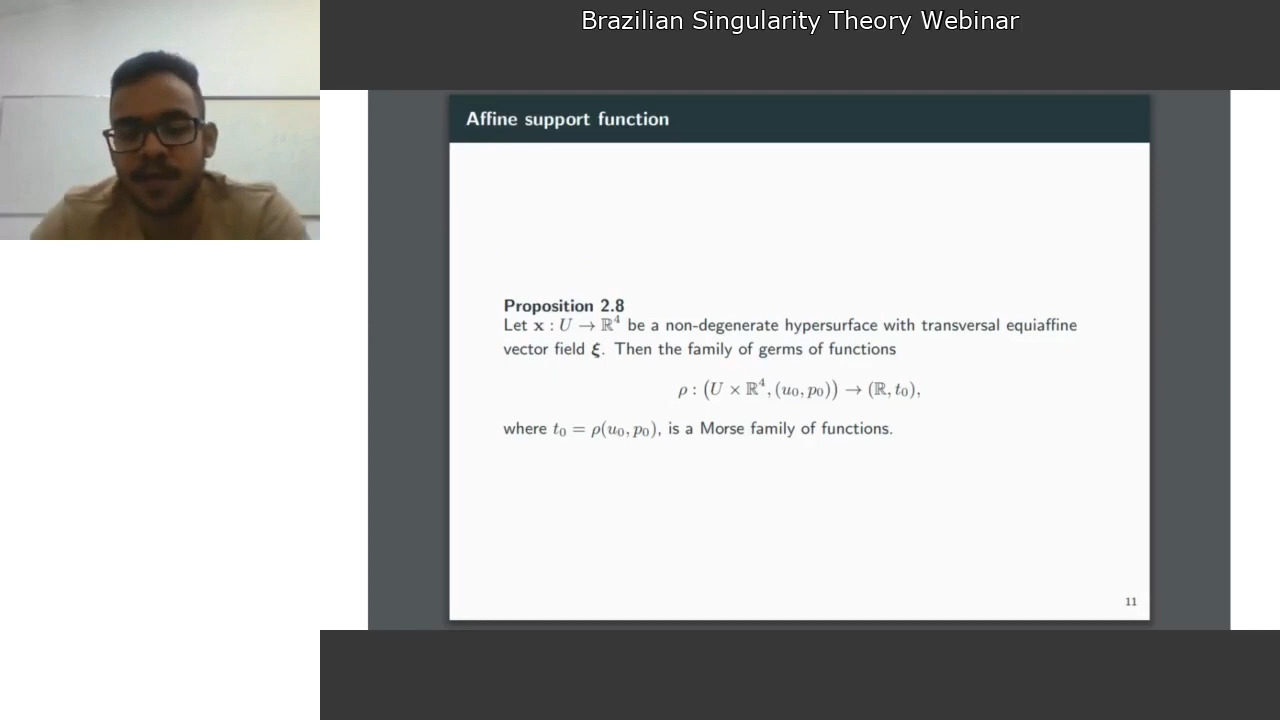 Brazilian Singularity Theory Webinar
Affine support function
Proposition 2.8
Let x : U → ℝ⁴ be a non-degenerate hypersurface with transversal equiaffine
vector field ξ. Then the family of germs of functions
ρ : (U × ℝ⁴, (u₀, p₀)) → (ℝ, t₀),
where t₀ = ρ(u₀, p₀), is a Morse family of functions.
11